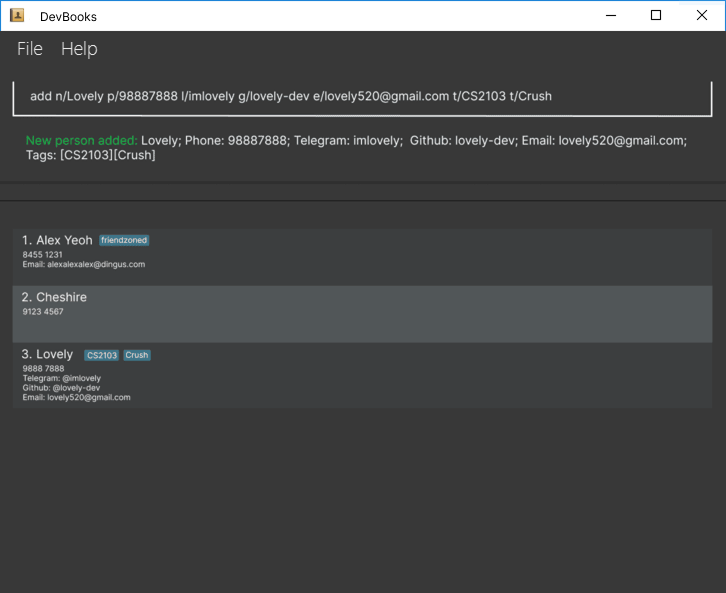 DevBooks
File Help
add n/Lovely p/98887888 l/imlovely g/lovely-dev e/lovely520@gmail.com t/CS2103 t/Crush
New person added: Lovely; Phone: 98887888; Telegram: imlovely;  Github: lovely-dev; Email: lovely520@gmail.com;
Tags: [CS2103][Crush]
1. Alex Yeoh friendzoned
8455 1231
Email: alexalexalex@dingus.com
2. Cheshire
9123 4567
3. Lovely CS2103 Crush
9888 7888
Telegram: @imlovely
Github: @lovely-dev
Email: lovely520@gmail.com